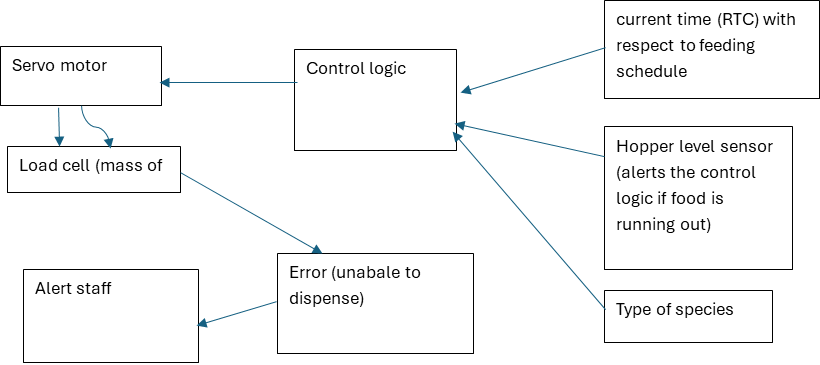 current time (RTC) with
respect to feeding
schedule
Servo motor
Control logic
Hopper level sensor
(alerts the control
logic if food is
running out)
Load cell (mass of
Error (unabale to
dispense)
Alert staff
Type of species